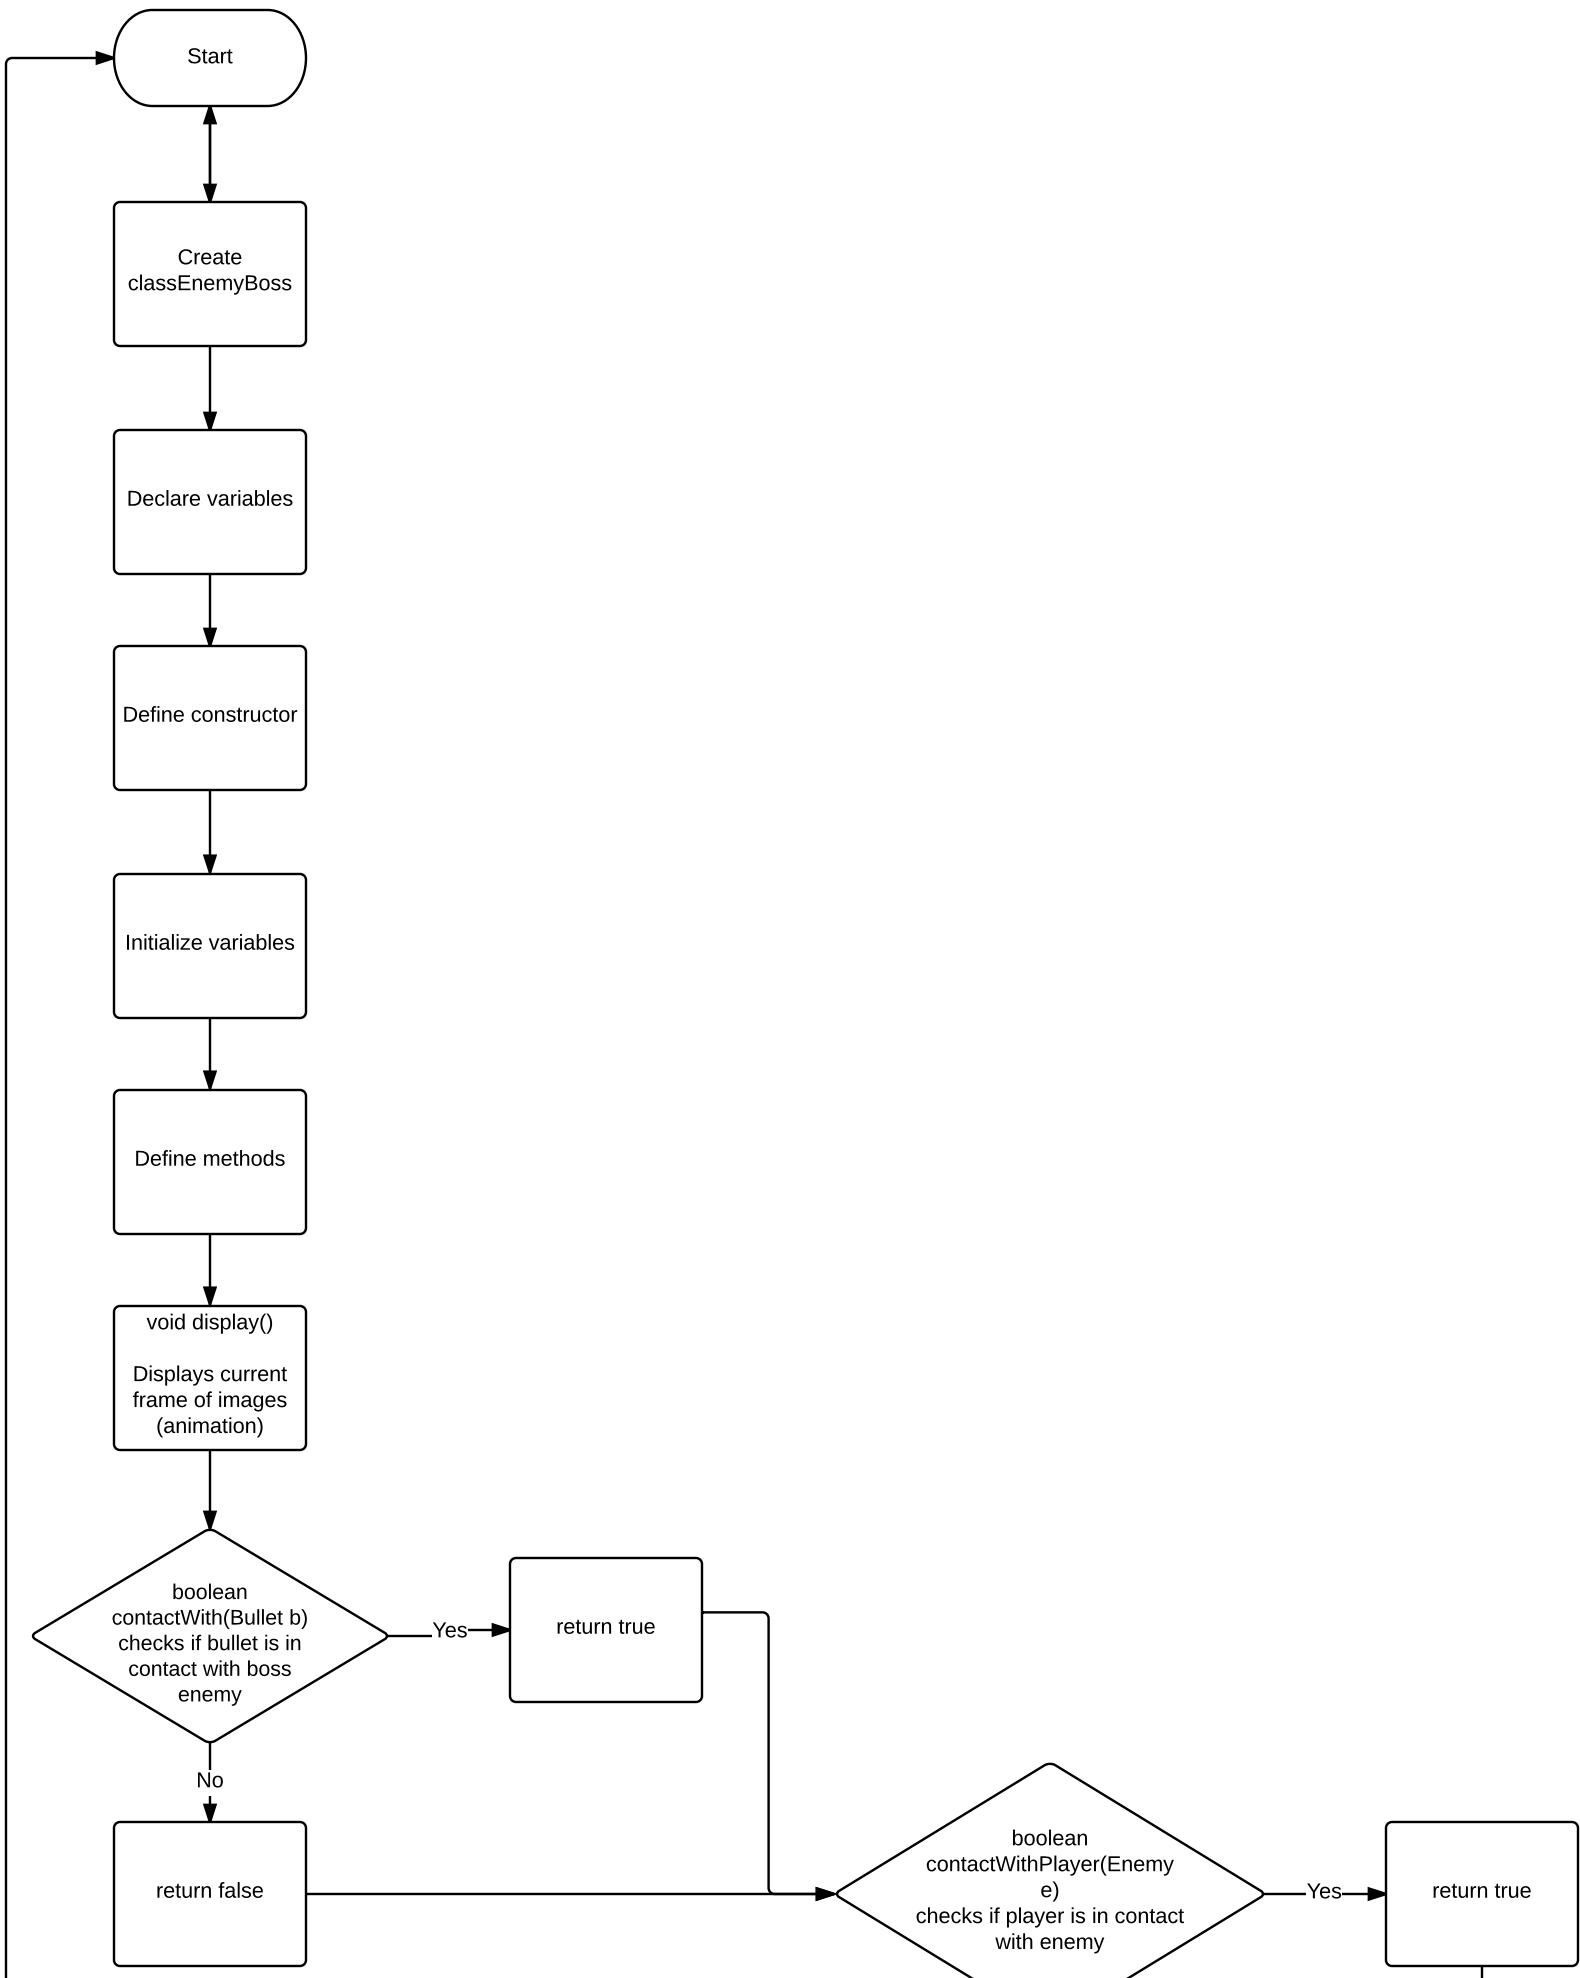 Start
Create
classEnemyBoss
Declare variables
Define constructor
Initialize variables
Define methods
void display()
Displays current
frame of images
(animation)
boolean
contactWith(Bullet b)
checks if bullet is in
contact with boss
enemy
Yes
return true
No
return false
boolean
contactWithPlayer(Enemy
e)
checks if player is in contact
with enemy
Yes
return true